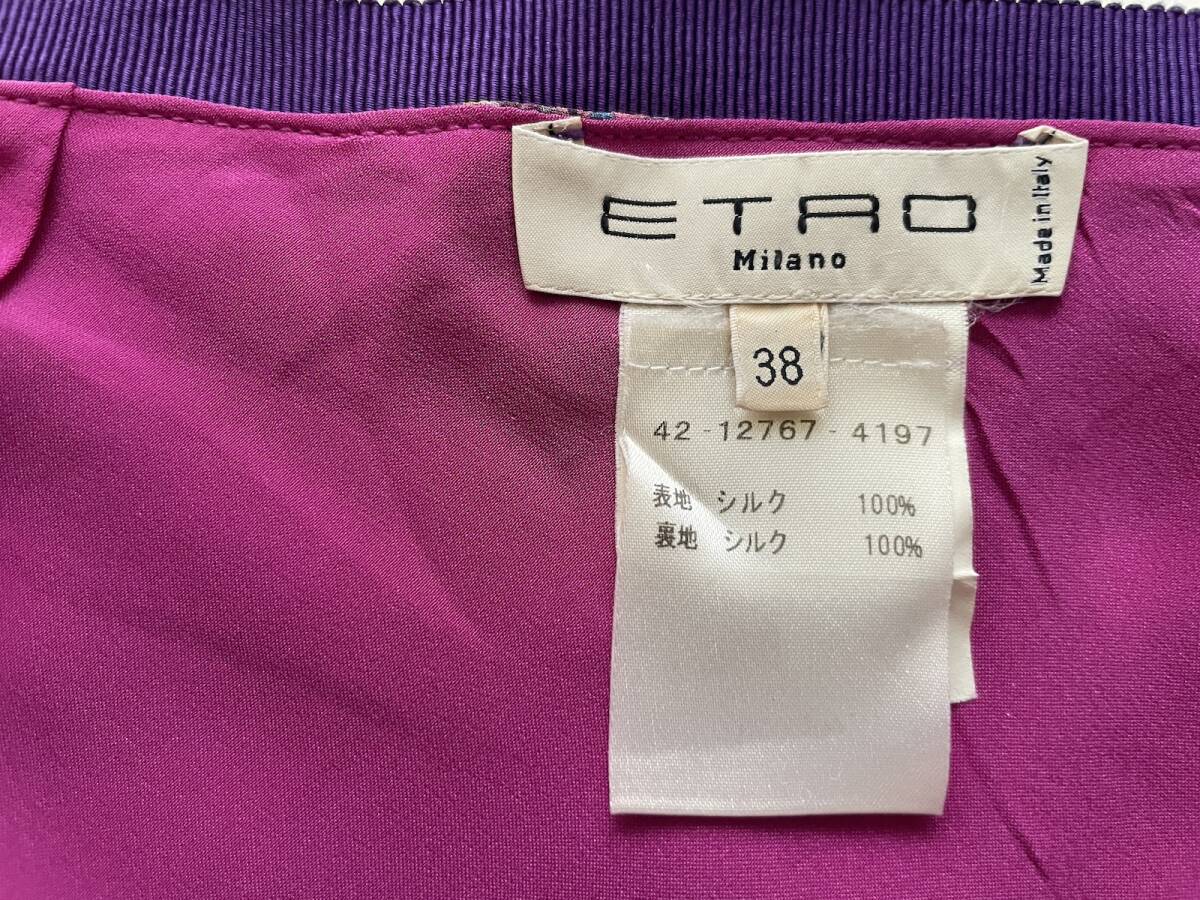 ETRO
Milano
Made in Italy
38
42 - 12767 - 4197
表地 シルク 100%
裏地 シルク 100%